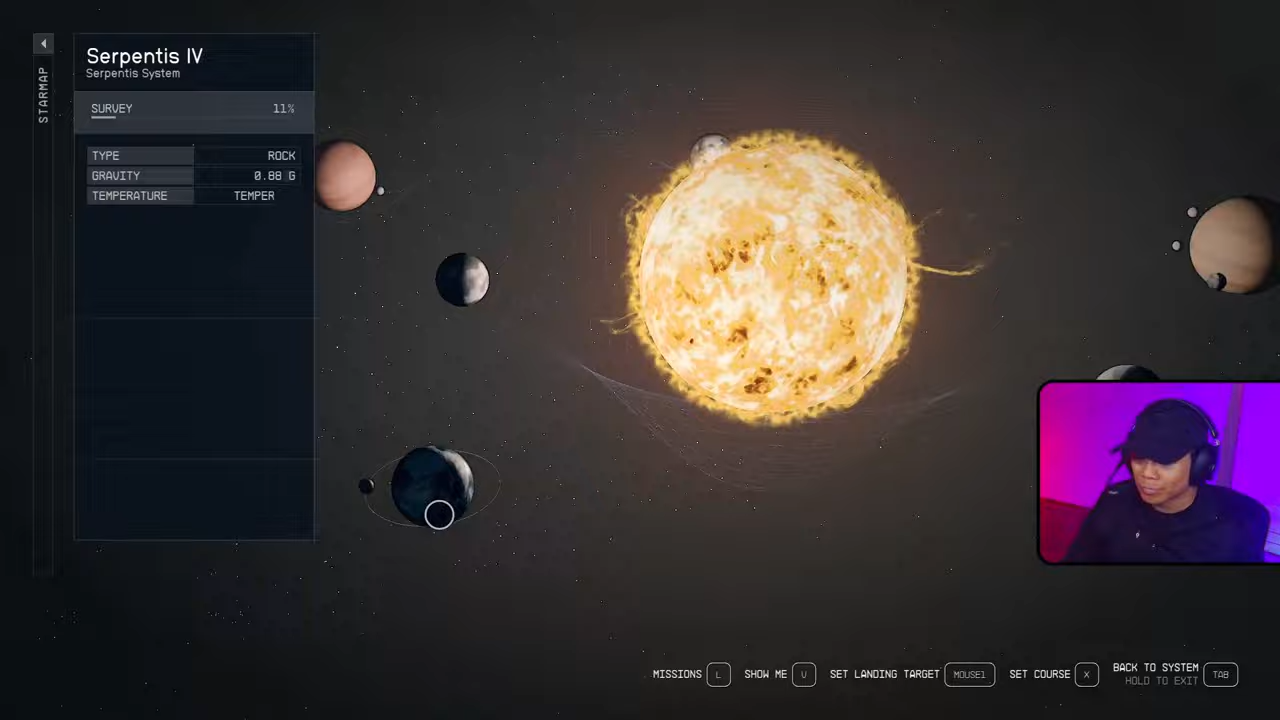 STARMAP
Serpentis IV
Serpentis System
SURVEY 11%
TYPE ROCK
GRAVITY 0.88 G
TEMPERATURE TEMPER
MISSIONS L SHOW ME U SET LANDING TARGET MOUSE1 SET COURSE X BACK TO SYSTEM TAB
HOLD TO EXIT